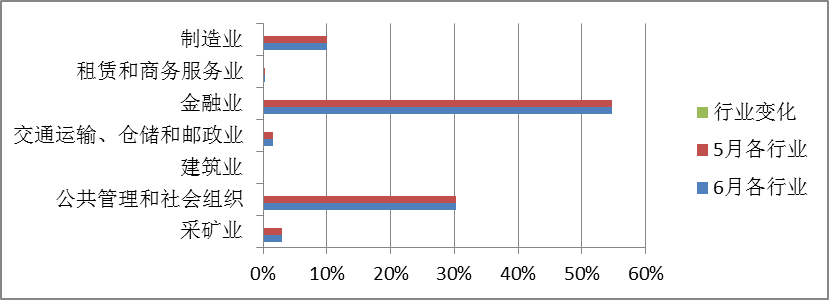 制造业
租赁和商务服务业
金融业
交通运输、仓储和邮政业
建筑业
公共管理和社会组织
采矿业
0% 10% 20% 30% 40% 50% 60%
行业变化
5月各行业
6月各行业